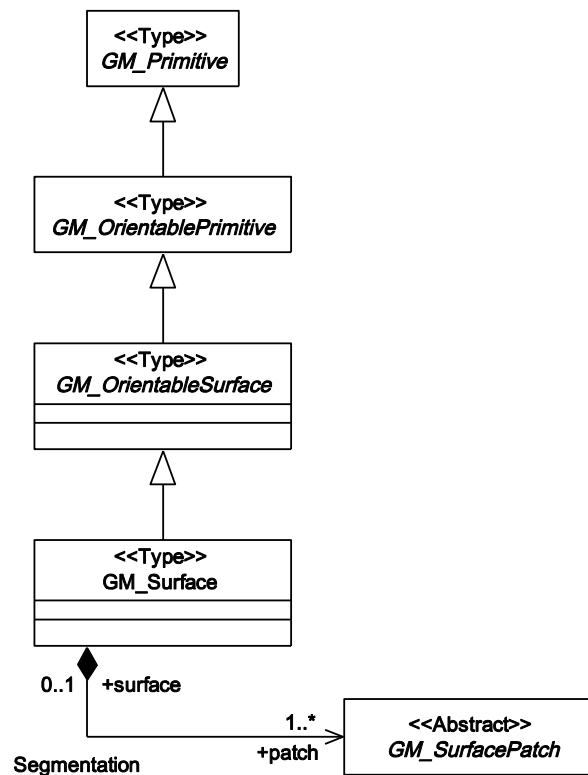 <<Type>>
GM_Primitive
<<Type>>
GM_OrientablePrimitive
<<Type>>
GM_OrientableSurface
<<Type>>
GM_Surface
0..1 +surface
1..*
+patch
<<Abstract>>
GM_SurfacePatch
Segmentation